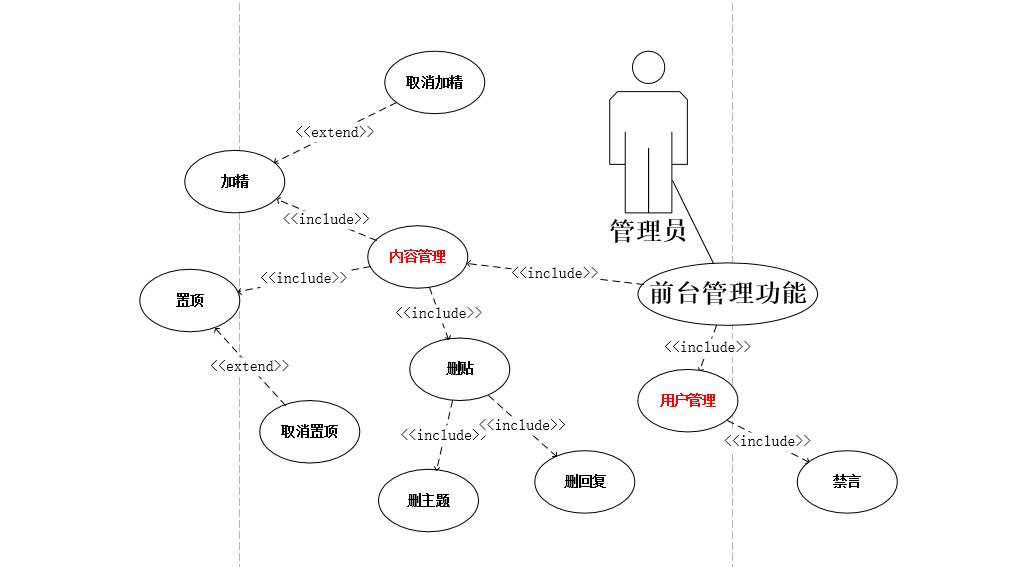 取消加精
<<extend>>
加精
<<include>>
管理员
内容管理
<<include>>
<<include>>
前台管理功能
置顶
<<include>>
<<include>>
<<extend>>
删贴
用户管理
<<include>>
<<include>>
<<include>>
取消置顶
禁言
删主题
删回复